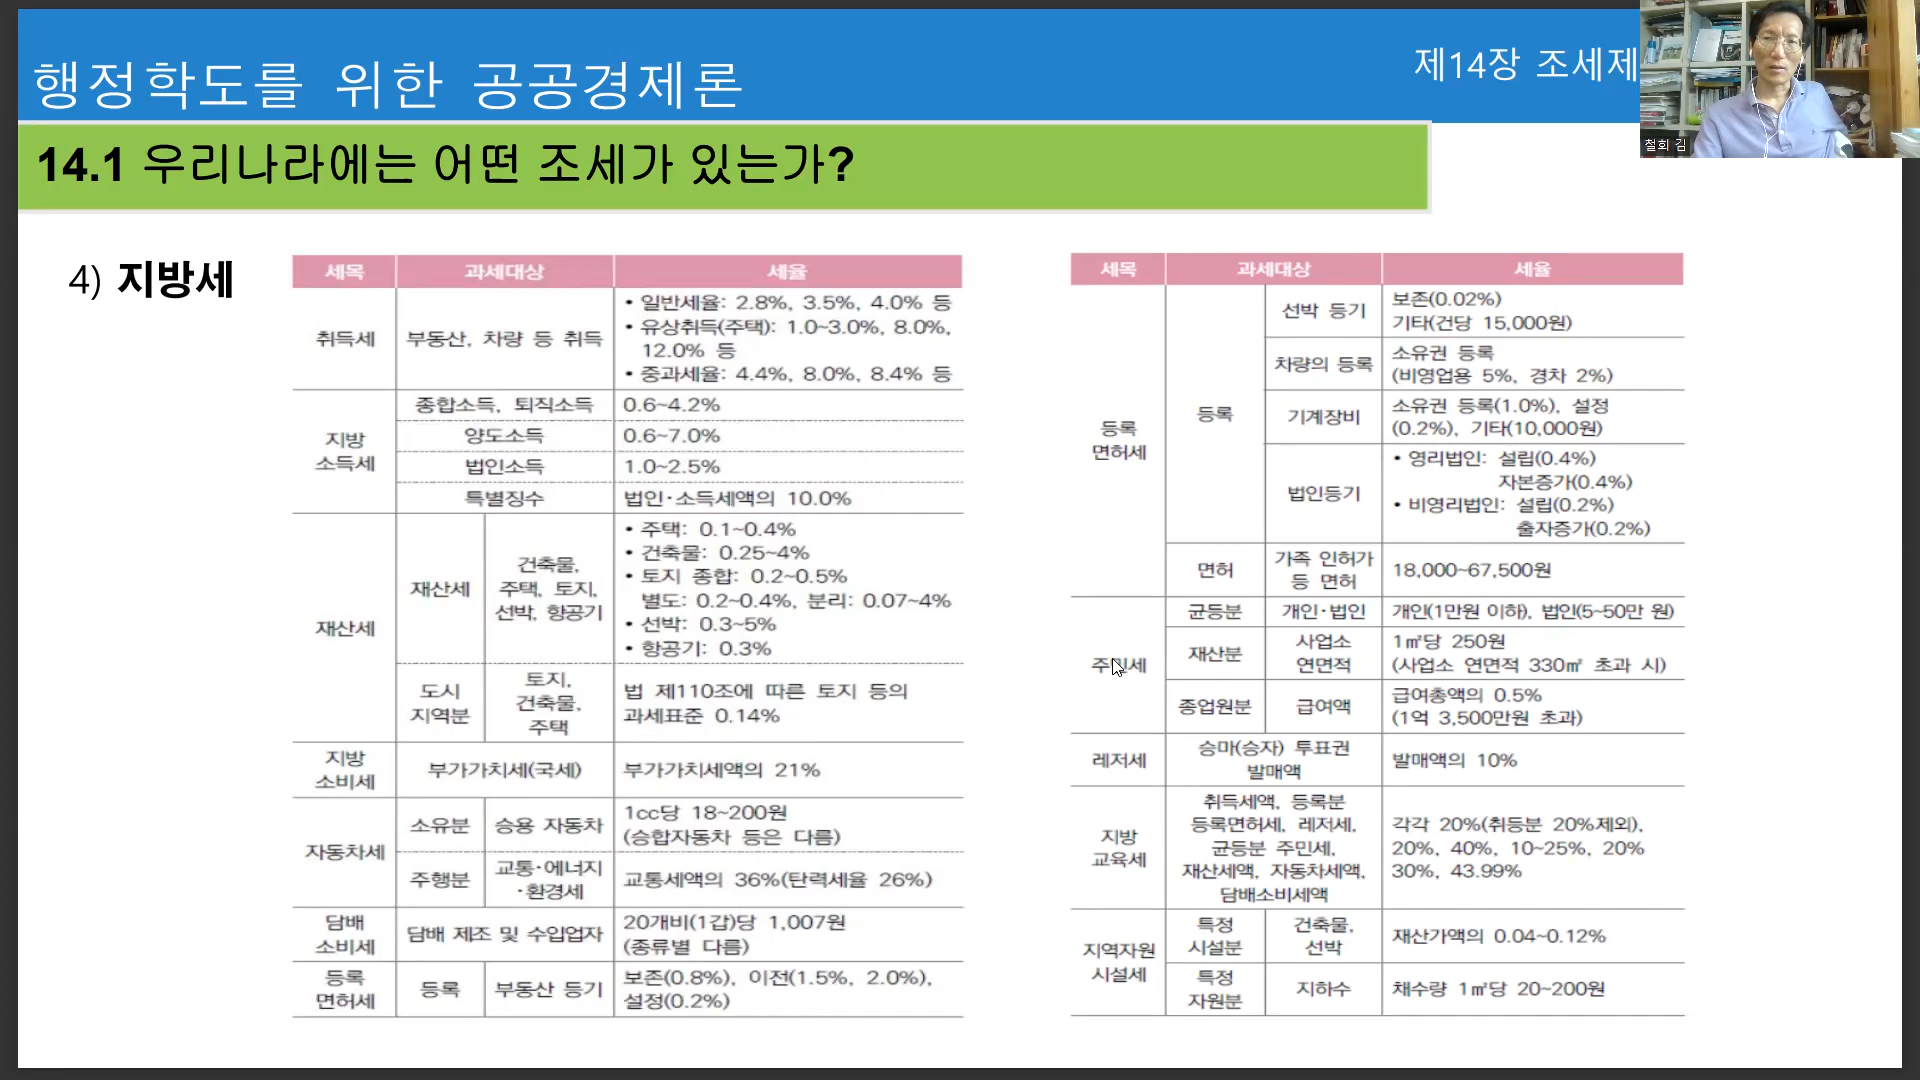 행정학도를 위한 공공경제론
제14장 조세제
철회 김
14.1 우리나라에는 어떤 조세가 있는가?
4) 지방세
세목 과세대상 세율
취득세 부동산, 차량 등 취득
• 일반세율: 2.8%, 3.5%, 4.0% 등
• 유상취득(주택): 1.0~3.0%, 8.0%,
12.0% 등
• 중과세율: 4.4%, 8.0%, 8.4% 등
지방
소득세
종합소득, 퇴직소득 0.6~4.2%
양도소득 0.6~7.0%
법인소득 1.0~2.5%
특별징수 법인·소득세액의 10.0%
재산세
재산세
건축물,
주택, 토지,
선박, 항공기
• 주택: 0.1~0.4%
• 건축물: 0.25~4%
• 토지 종합: 0.2~0.5%
별도: 0.2~0.4%, 분리: 0.07~4%
• 선박: 0.3~5%
• 항공기: 0.3%
도시
지역분
토지,
건축물,
주택
법 제110조에 따른 토지 등의
과세표준 0.14%
지방
소비세
부가가치세(국세) 부가가치세액의 21%
자동차세
소유분 승용 자동차
1cc당 18~200원
(승합자동차 등은 다름)
주행분
교통·에너지
·환경세
교통세액의 36%(탄력세율 26%)
담배
소비세
담배 제조 및 수입업자
20개비(1갑)당 1,007원
(종류별 다름)
등록
면허세
등록 부동산 등기
보존(0.8%), 이전(1.5%, 2.0%),
설정(0.2%)
세목 과세대상 세율
등록
면허세
등록
선박 등기
보존(0.02%)
기타(건당 15,000원)
차량의 등록
소유권 등록
(비영업용 5%, 경차 2%)
기계장비
소유권 등록(1.0%), 설정
(0.2%), 기타(10,000원)
법인등기
• 영리법인: 설립(0.4%)
자본증가(0.4%)
• 비영리법인: 설립(0.2%)
출자증가(0.2%)
면허
가족 인허가
등 면허
18,000~67,500원
주민세
균등분 개인·법인 개인(1만원 이하), 법인(5~50만 원)
재산분
사업소
연면적
1㎡당 250원
(사업소 연면적 330㎡ 초과 시)
종업원분 급여액
급여총액의 0.5%
(1억 3,500만원 초과)
레저세
승마(승자) 투표권
발매액
발매액의 10%
지방
교육세
취득세액, 등록분
등록면허세, 레저세,
균등분 주민세,
재산세액, 자동차세액,
담배소비세액
각각 20%(취등분 20%제외),
20%, 40%, 10~25%, 20%
30%, 43.99%
지역자원
시설세
특정
시설분
건축물,
선박
재산가액의 0.04~0.12%
특정
자원분
지하수 채수량 1㎡당 20~200원